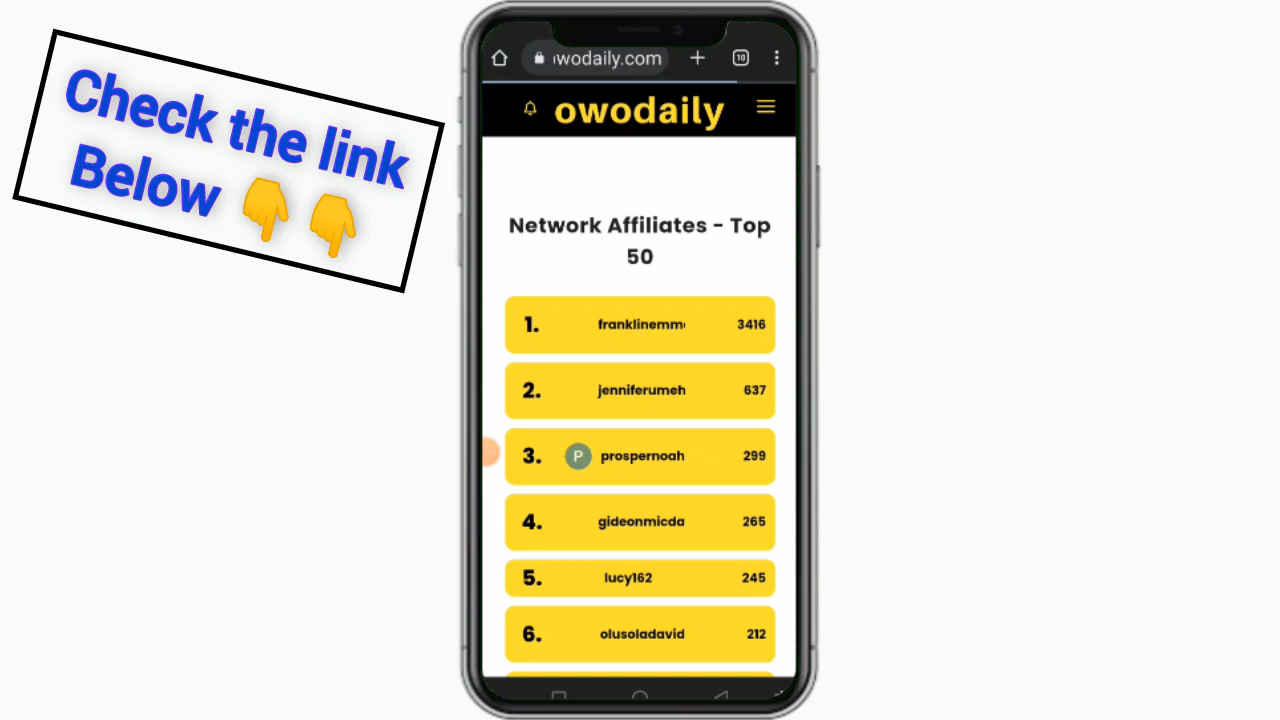 Check the link
Below 👇👇
wodaily.com
10
owodaily
Network Affiliates - Top
50
1. franklinemm 3416
2. jenniferumeh 637
3. P prospernoah 299
4. gideonmicda 265
5. lucy162 245
6. olusoladavid 212